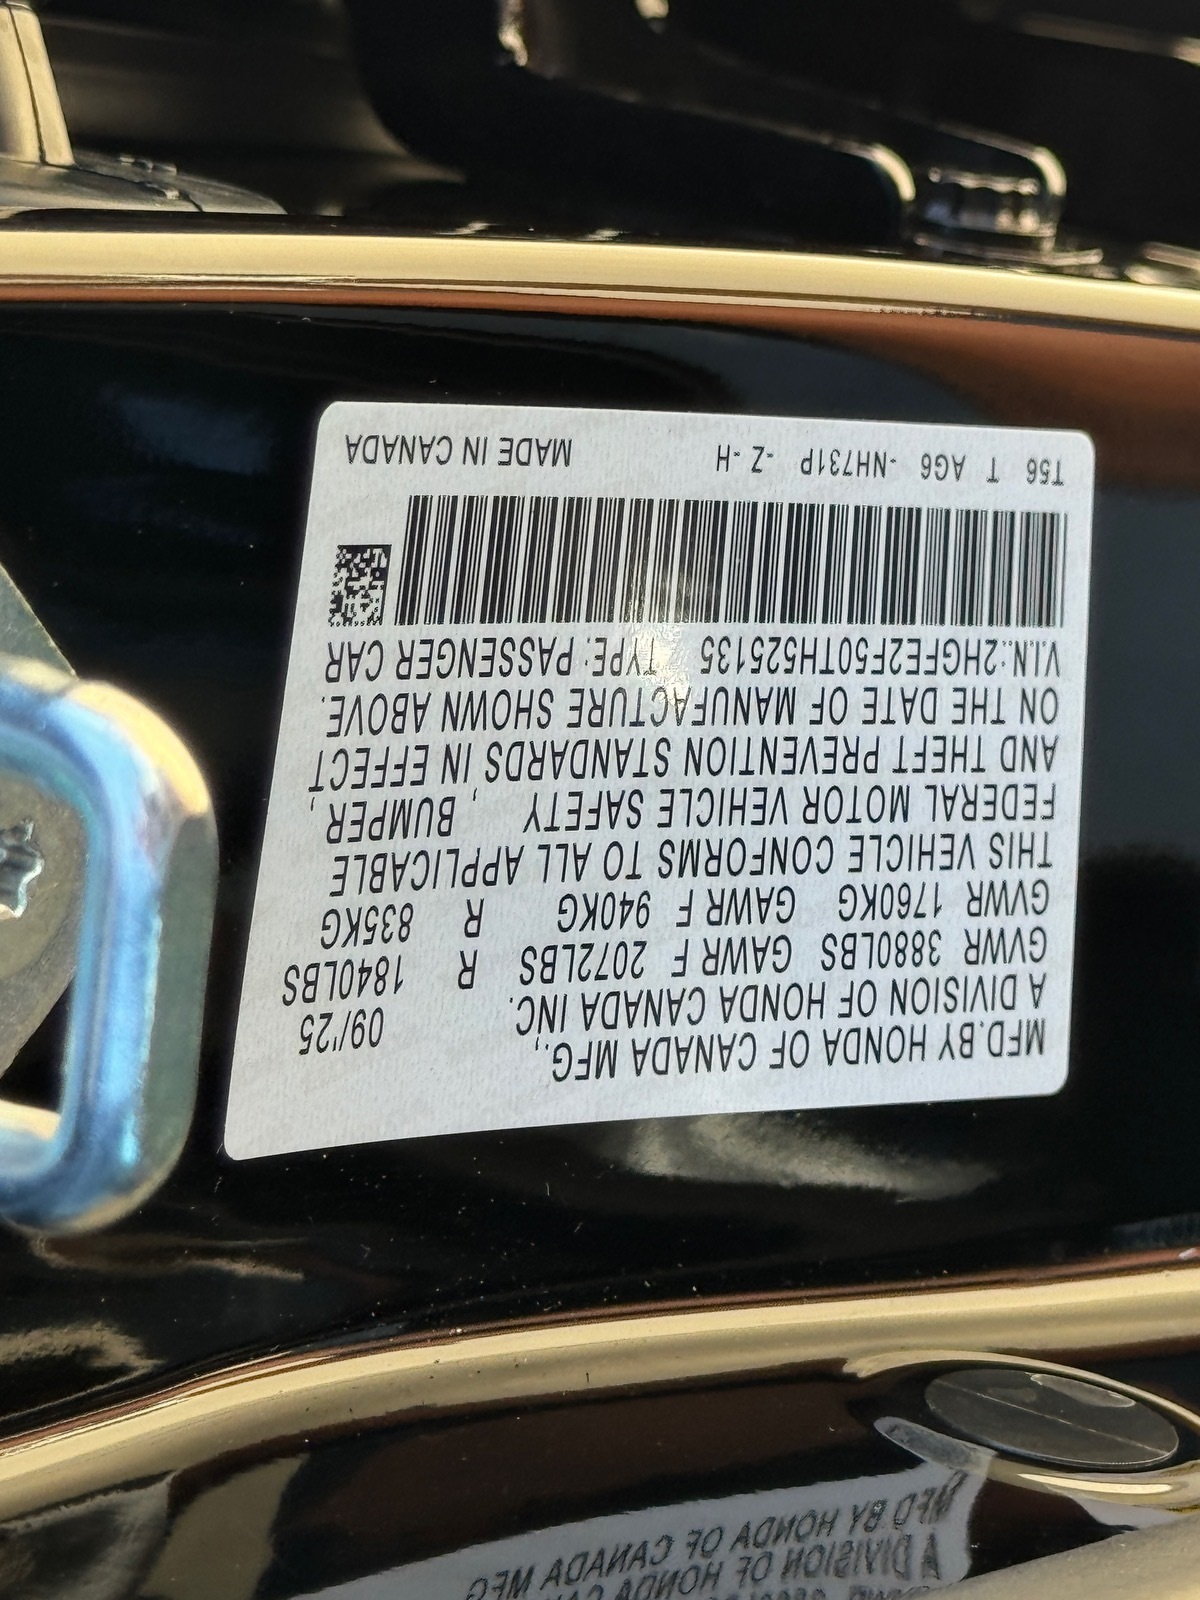 MFD.BY HONDA OF CANADA MFG.,
A DIVISION OF HONDA CANADA INC. 09/'25
GVWR 3880LBS GAWR F 2072LBS R 1840LBS
GVWR 1760KG GAWR F 940KG R 835KG
THIS VEHICLE CONFORMS TO ALL APPLICABLE
FEDERAL MOTOR VEHICLE SAFETY , BUMPER ,
AND THEFT PREVENTION STANDARDS IN EFFECT
ON THE DATE OF MANUFACTURE SHOWN ABOVE.
V.I.N.:2HGFE2F50TH525135 TYPE: PASSENGER CAR
T56 T AG6 -NH731P -Z -H MADE IN CANADA
MFD BY HONDA OF CANADA MFG
A DIVISION OF HONDA CAN